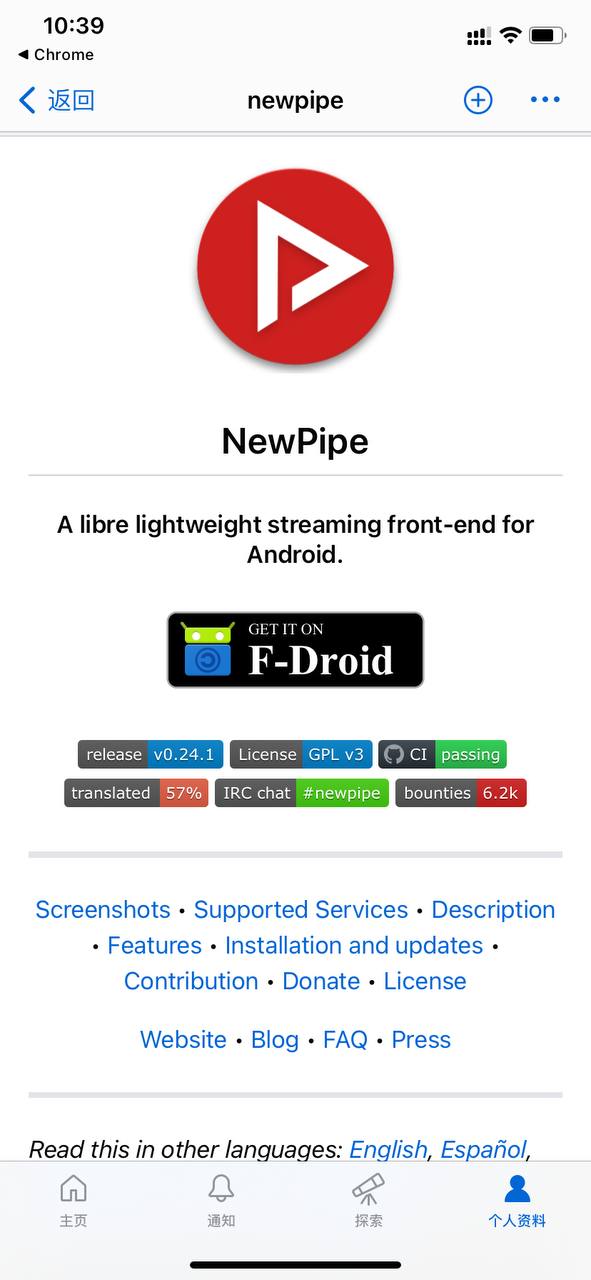 10:39
◀ Chrome
返回
newpipe
NewPipe
A libre lightweight streaming front-end for
Android.
GET IT ON
F-Droid
release v0.24.1 License GPL v3 CI passing
translated 57% IRC chat #newpipe bounties 6.2k
Screenshots • Supported Services • Description
• Features • Installation and updates •
Contribution • Donate • License
Website • Blog • FAQ • Press
Read this in other languages: English, Español,
主页 通知 探索 个人资料